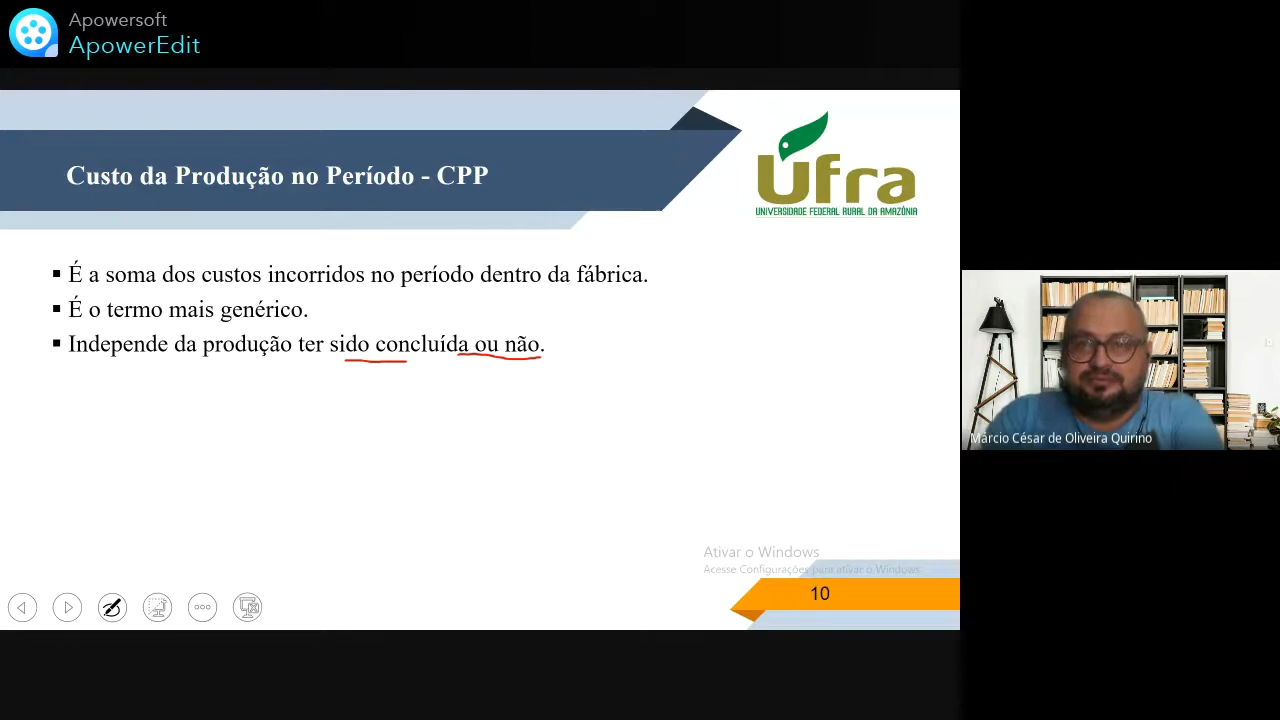 Apowersoft
ApowerEdit
Custo da Produção no Período - CPP
Ufra
UNIVERSIDADE FEDERAL RURAL DA AMAZÔNIA
▪ É a soma dos custos incorridos no período dentro da fábrica.
▪ É o termo mais genérico.
▪ Independe da produção ter sido concluída ou não.
Márcio César de Oliveira Quirino
Ativar o Windows
Acesse Configurações para ativar o Windows.
10